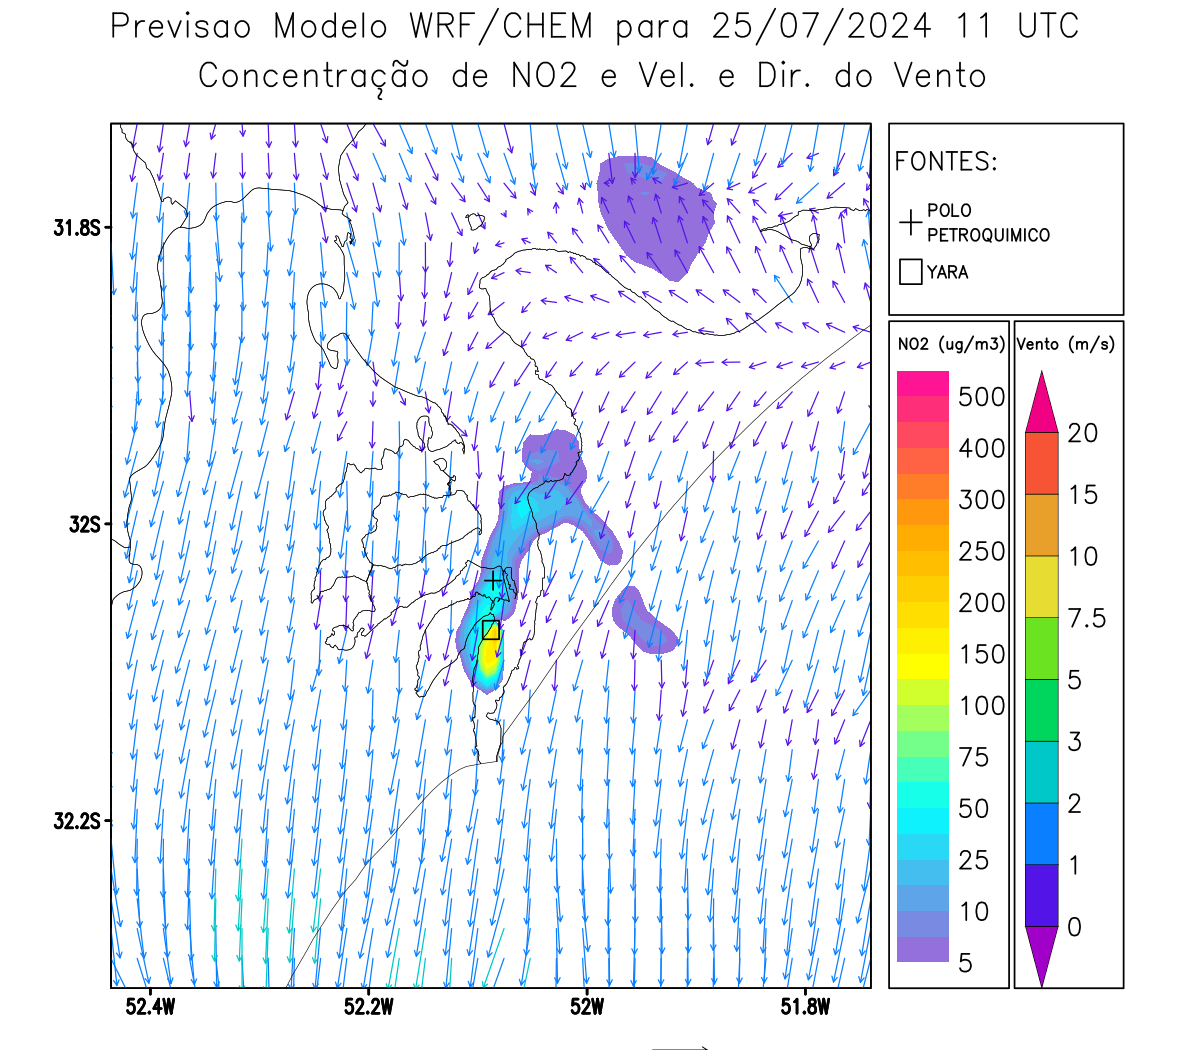 Previsao Modelo WRF/CHEM para 25/07/2024 11 UTC
Concentração de NO2 e Vel. e Dir. do Vento
FONTES:
POLO
PETROQUIMICO
YARA
NO2 (ug/m3)
500
400
300
250
200
150
100
75
50
25
10
5
Vento (m/s)
20
15
10
7.5
5
3
2
1
0
31.8S
32S
32.2S
52.4W
52.2W
52W
51.8W